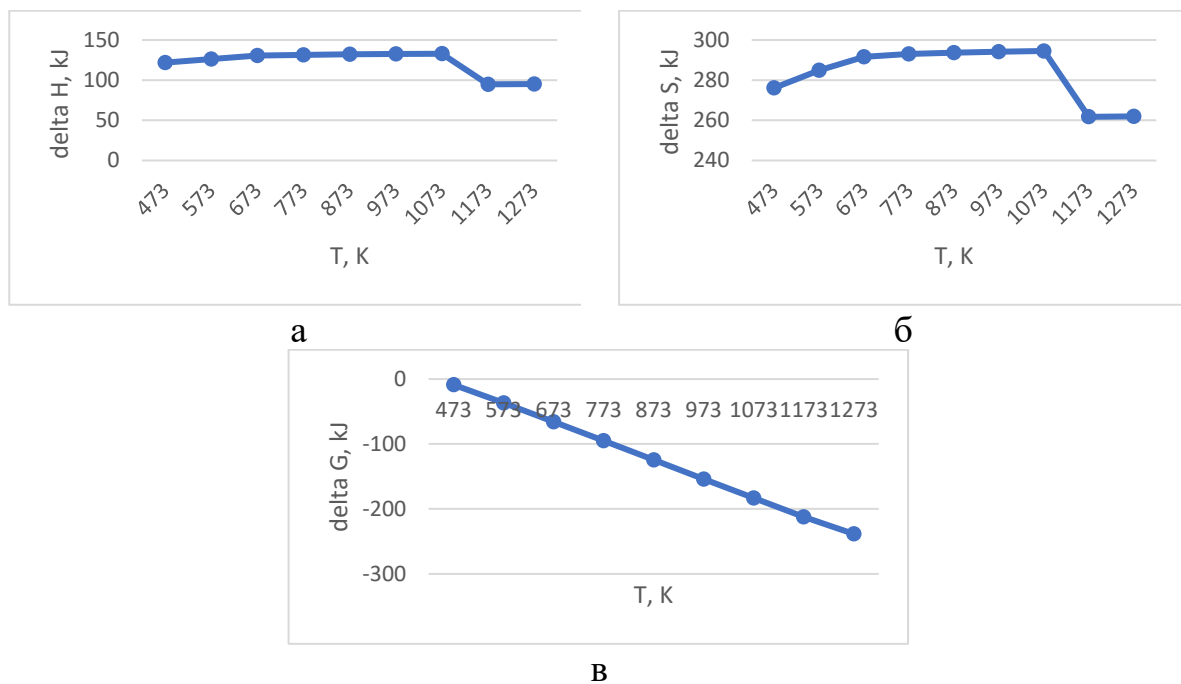 delta H, kJ
150
100
50
0
473 573 673 773 873 973 1073 1173 1273
T, K
а
delta S, kJ
300
280
260
240
473 573 673 773 873 973 1073 1173 1273
T, K
б
delta G, kJ
0
-100
-200
-300
473 573 673 773 873 973 1073 1173 1273
T, K
в